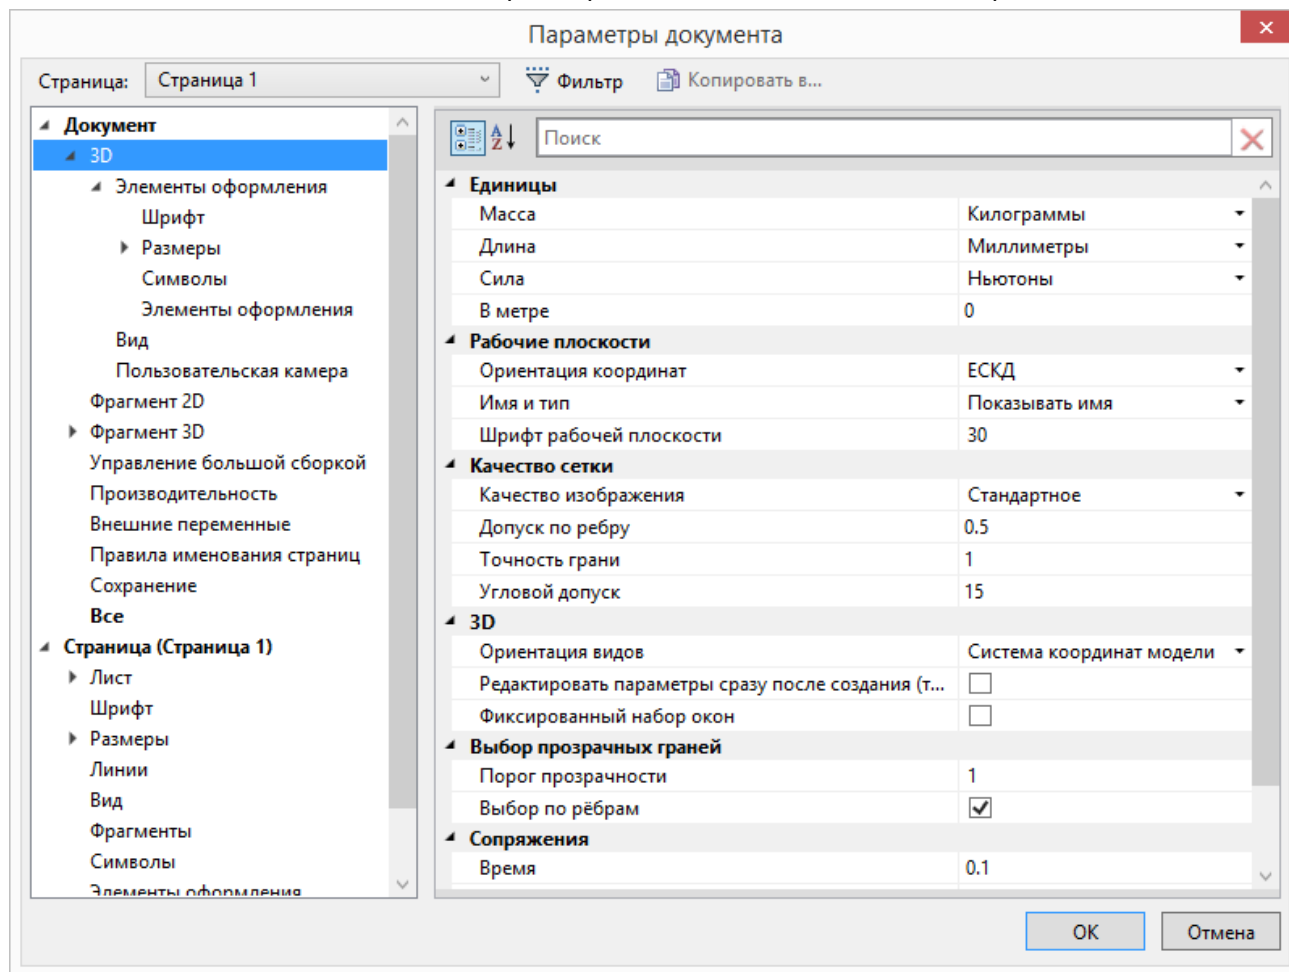 Параметры документа
Страница: Страница 1 Фильтр Копировать в...
Документ
3D
Элементы оформления
Шрифт
Размеры
Символы
Элементы оформления
Вид
Пользовательская камера
Фрагмент 2D
Фрагмент 3D
Управление большой сборкой
Производительность
Внешние переменные
Правила именования страниц
Сохранение
Все
Страница (Страница 1)
Лист
Шрифт
Размеры
Линии
Вид
Фрагменты
Символы
Элементы оформления
Поиск
Единицы
Масса Килограммы
Длина Миллиметры
Сила Ньютоны
В метре 0
Рабочие плоскости
Ориентация координат ЕСКД
Имя и тип Показывать имя
Шрифт рабочей плоскости 30
Качество сетки
Качество изображения Стандартное
Допуск по ребру 0.5
Точность грани 1
Угловой допуск 15
3D
Ориентация видов Система координат модели
Редактировать параметры сразу после создания (т...
Фиксированный набор окон
Выбор прозрачных граней
Порог прозрачности 1
Выбор по рёбрам
Сопряжения
Время 0.1
OK Отмена